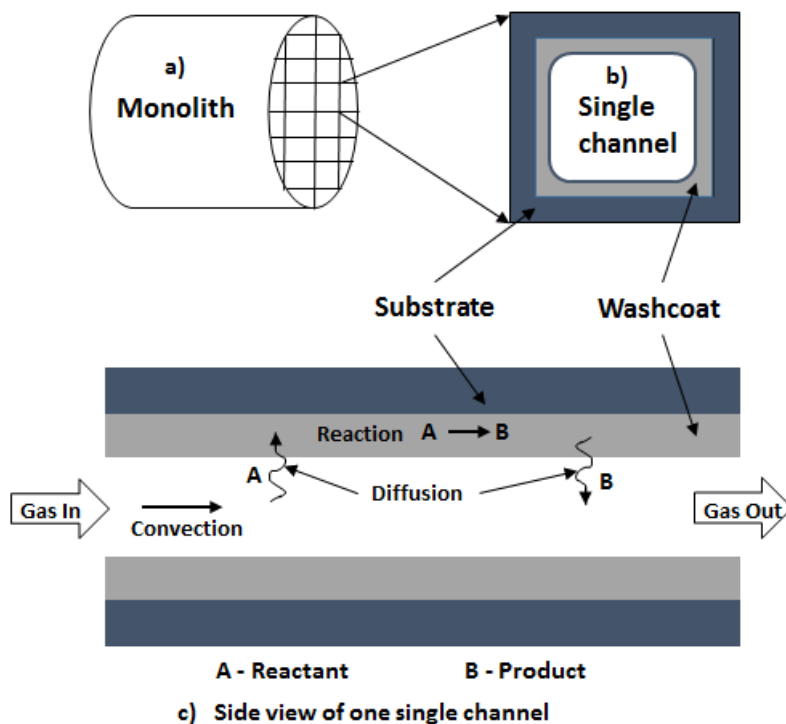 a)
Monolith
b)
Single
channel
Substrate
Washcoat
Reaction A B
A
Diffusion
B
Gas In
Convection
Gas Out
A - Reactant
B - Product
c) Side view of one single channel